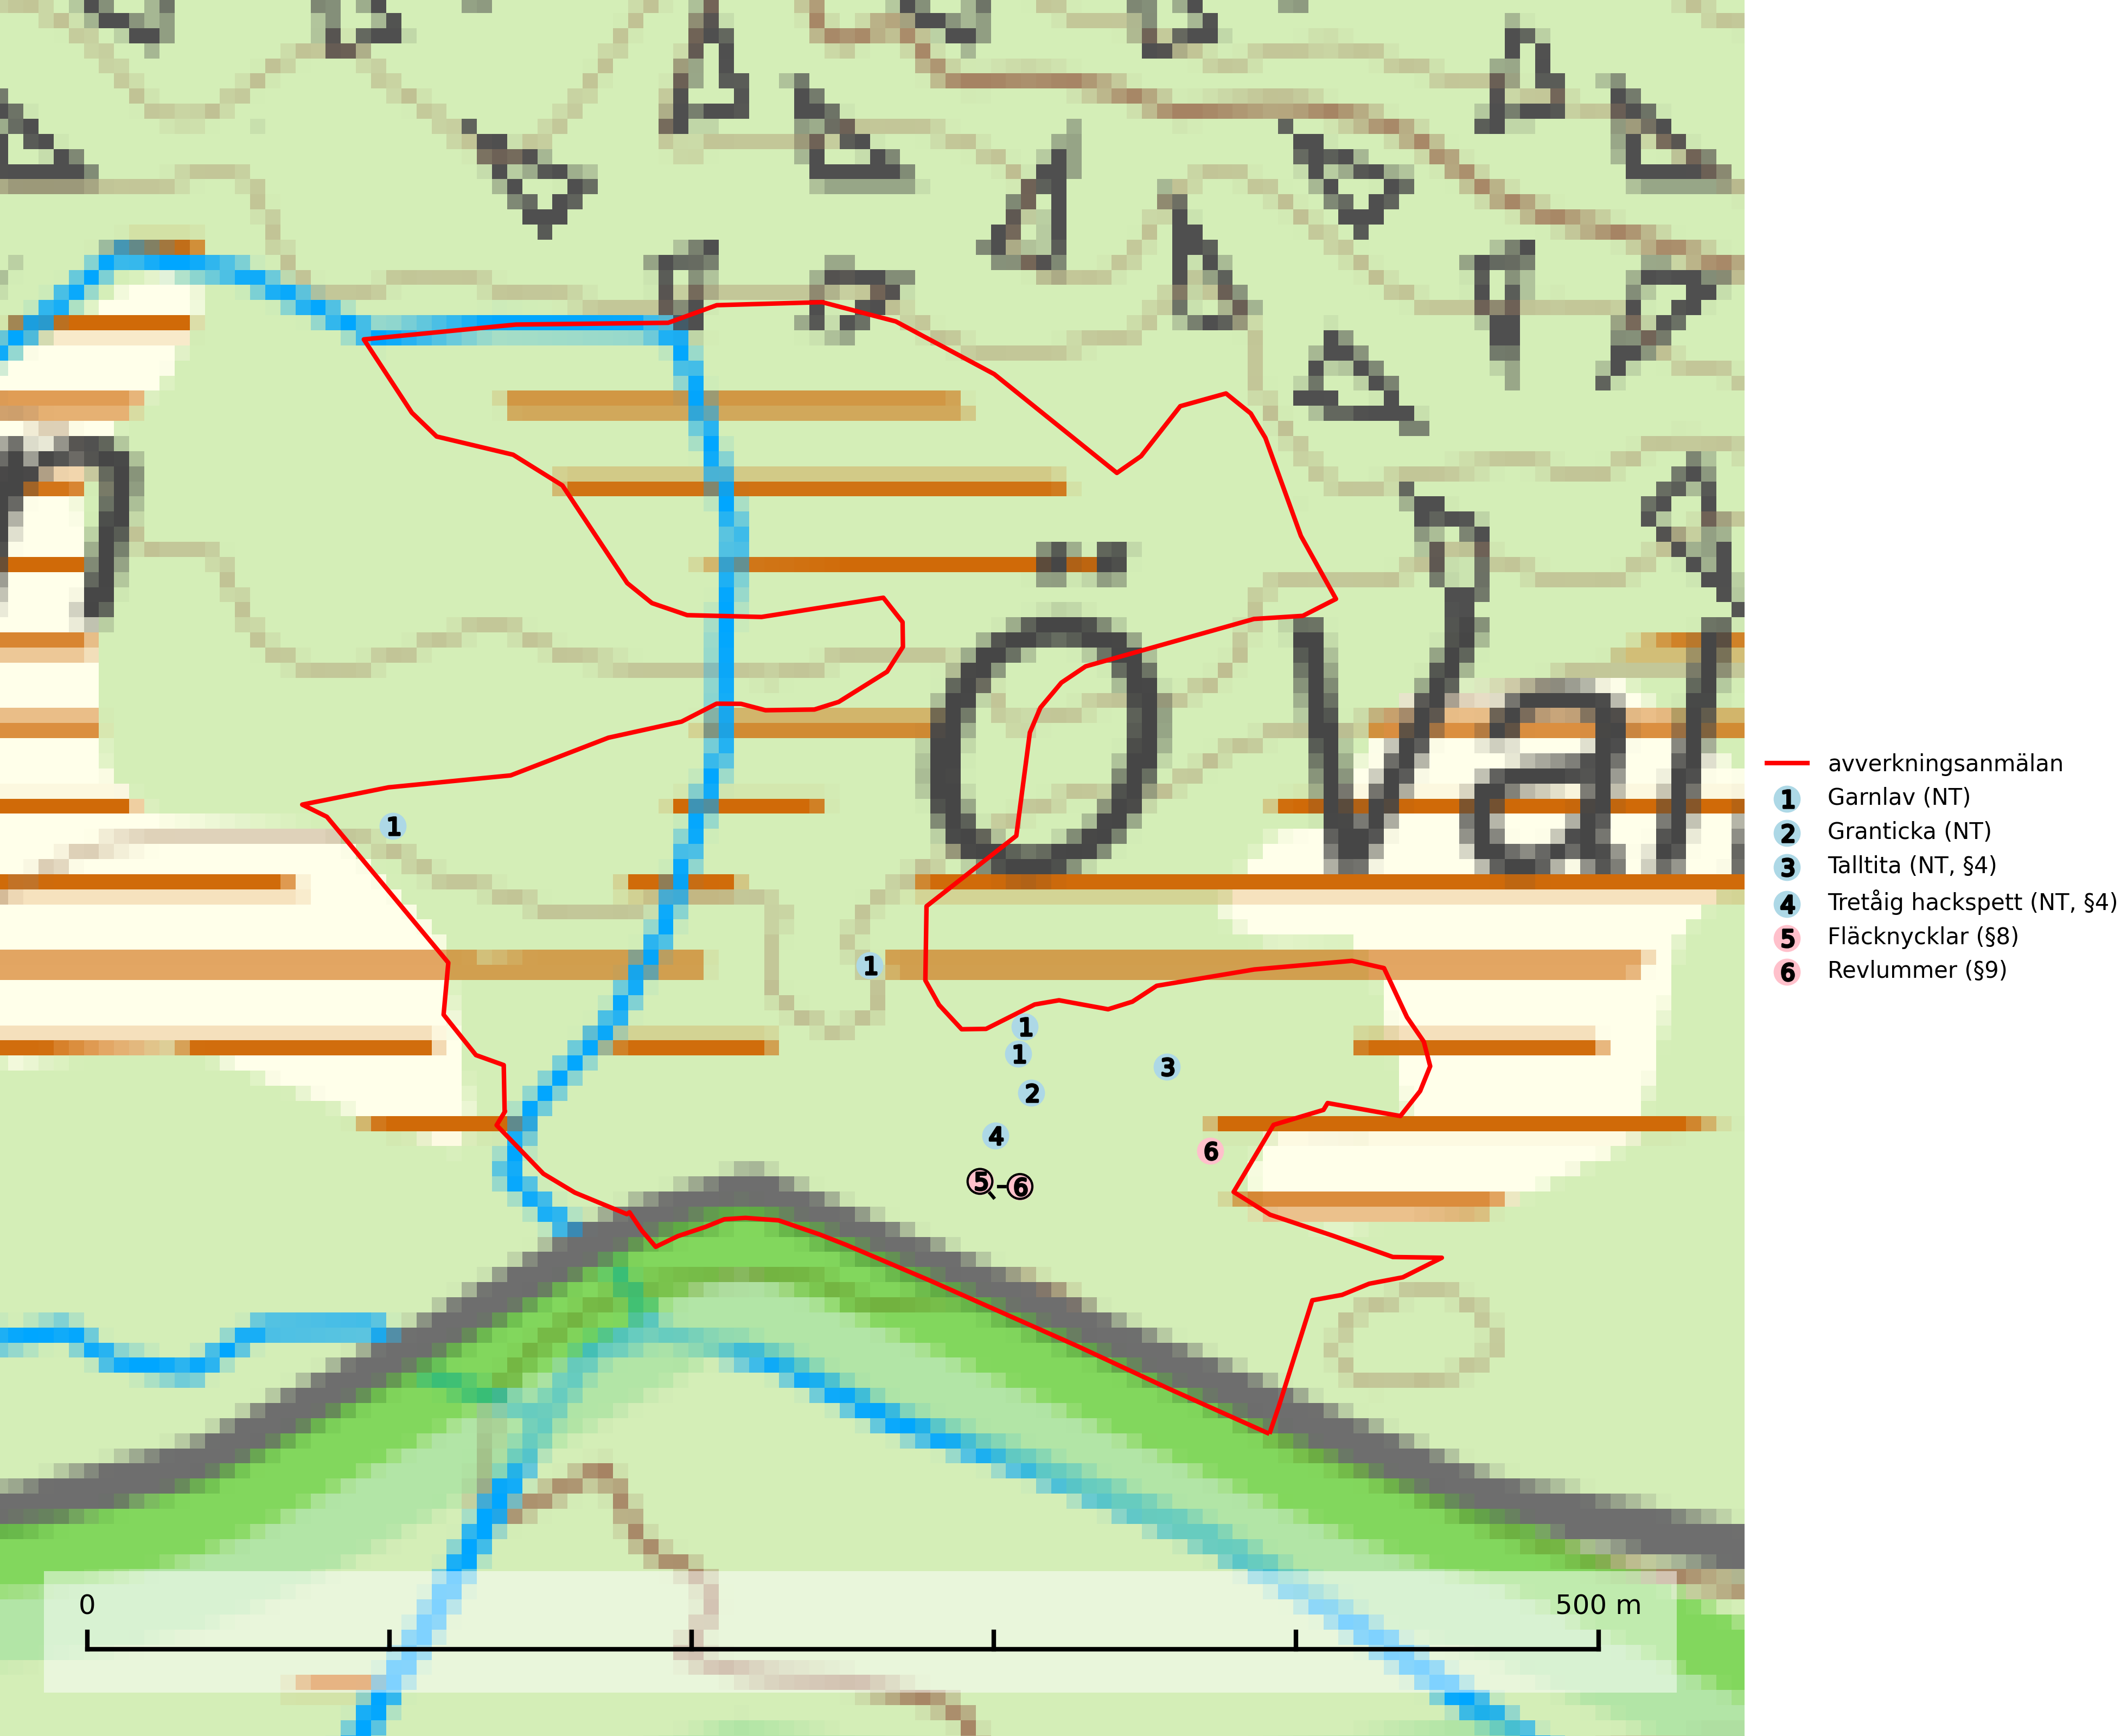 n
Ö Val
1
1
1
1
3
2
4
6
5
6
0
500 m
avverkningsanmälan
1 Garnlav (NT)
2 Granticka (NT)
3 Talltita (NT, §4)
4 Tretåig hackspett (NT, §4)
5 Fläcknycklar (§8)
6 Revlummer (§9)